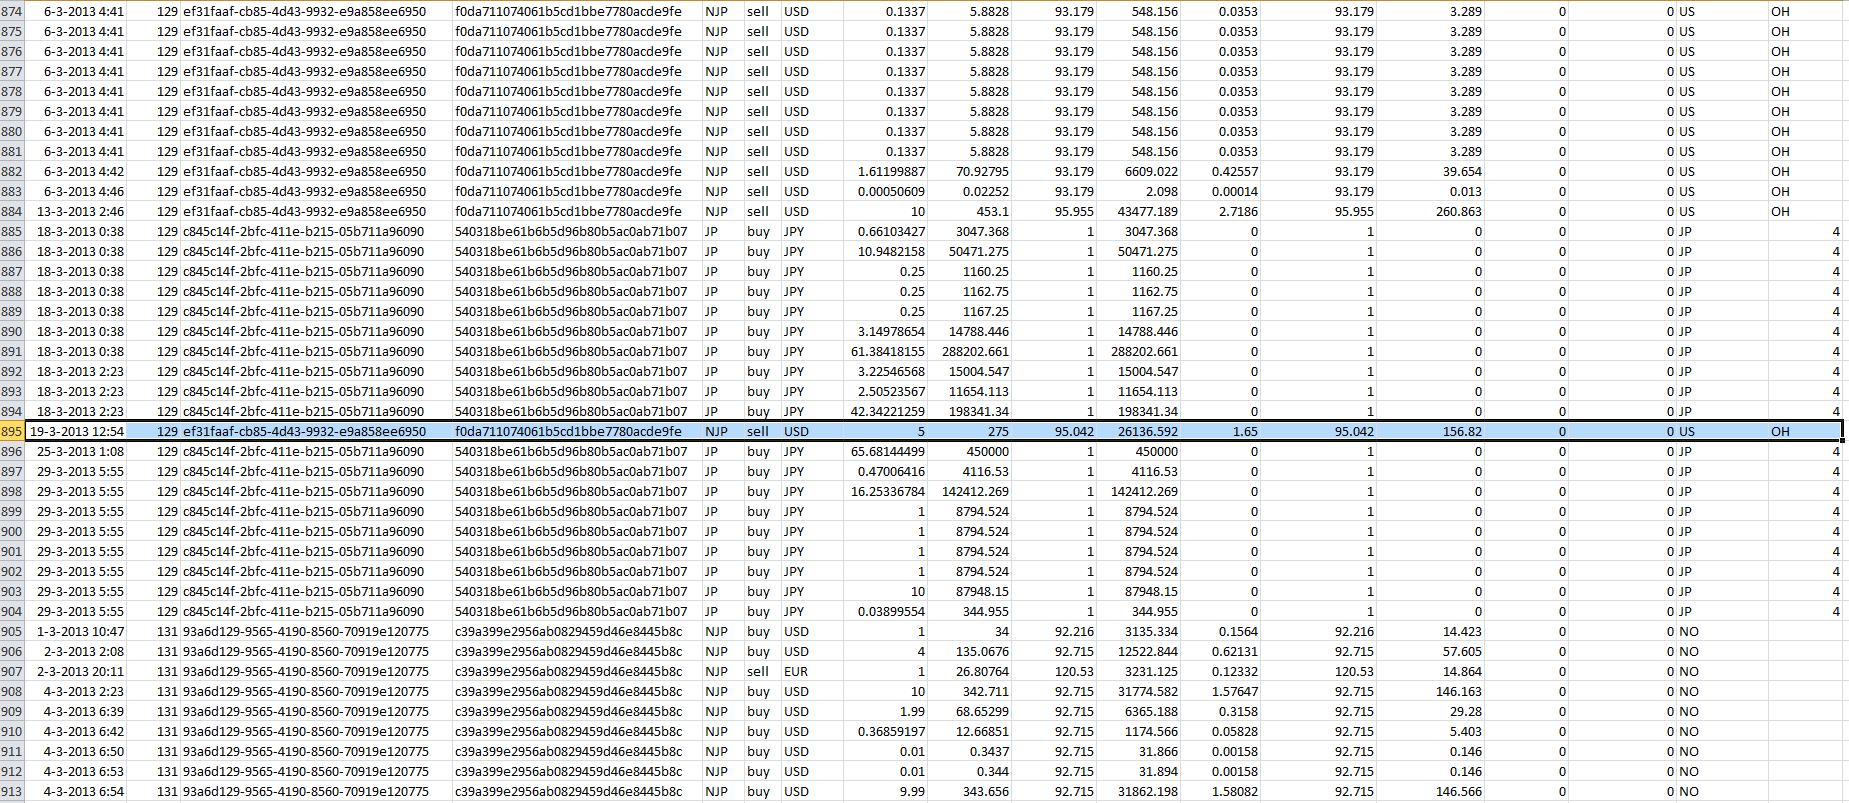 874 6-3-2013 4:41 129 ef31faaf-cb85-4d43-9932-e9a858ee6950 f0da711074061b5cd1bbe7780acde9fe NJP sell USD 0.1337 5.8828 93.179 548.156 0.0353 93.179 3.289 0 0 US OH
875 6-3-2013 4:41 129 ef31faaf-cb85-4d43-9932-e9a858ee6950 f0da711074061b5cd1bbe7780acde9fe NJP sell USD 0.1337 5.8828 93.179 548.156 0.0353 93.179 3.289 0 0 US OH
876 6-3-2013 4:41 129 ef31faaf-cb85-4d43-9932-e9a858ee6950 f0da711074061b5cd1bbe7780acde9fe NJP sell USD 0.1337 5.8828 93.179 548.156 0.0353 93.179 3.289 0 0 US OH
877 6-3-2013 4:41 129 ef31faaf-cb85-4d43-9932-e9a858ee6950 f0da711074061b5cd1bbe7780acde9fe NJP sell USD 0.1337 5.8828 93.179 548.156 0.0353 93.179 3.289 0 0 US OH
878 6-3-2013 4:41 129 ef31faaf-cb85-4d43-9932-e9a858ee6950 f0da711074061b5cd1bbe7780acde9fe NJP sell USD 0.1337 5.8828 93.179 548.156 0.0353 93.179 3.289 0 0 US OH
879 6-3-2013 4:41 129 ef31faaf-cb85-4d43-9932-e9a858ee6950 f0da711074061b5cd1bbe7780acde9fe NJP sell USD 0.1337 5.8828 93.179 548.156 0.0353 93.179 3.289 0 0 US OH
880 6-3-2013 4:41 129 ef31faaf-cb85-4d43-9932-e9a858ee6950 f0da711074061b5cd1bbe7780acde9fe NJP sell USD 0.1337 5.8828 93.179 548.156 0.0353 93.179 3.289 0 0 US OH
881 6-3-2013 4:41 129 ef31faaf-cb85-4d43-9932-e9a858ee6950 f0da711074061b5cd1bbe7780acde9fe NJP sell USD 0.1337 5.8828 93.179 548.156 0.0353 93.179 3.289 0 0 US OH
882 6-3-2013 4:42 129 ef31faaf-cb85-4d43-9932-e9a858ee6950 f0da711074061b5cd1bbe7780acde9fe NJP sell USD 1.61199887 70.92795 93.179 6609.022 0.42557 93.179 39.654 0 0 US OH
883 6-3-2013 4:46 129 ef31faaf-cb85-4d43-9932-e9a858ee6950 f0da711074061b5cd1bbe7780acde9fe NJP sell USD 0.00050609 0.02252 93.179 2.098 0.00014 93.179 0.013 0 0 US OH
884 13-3-2013 2:46 129 ef31faaf-cb85-4d43-9932-e9a858ee6950 f0da711074061b5cd1bbe7780acde9fe NJP sell USD 10 453.1 95.955 43477.189 2.7186 95.955 260.863 0 0 US OH
885 18-3-2013 0:38 129 c845c14f-2bfc-411e-b215-05b711a96090 540318be61b6b5d96b80b5ac0ab71b07 JP buy JPY 0.66103427 3047.368 1 3047.368 0 1 0 0 0 JP 4
886 18-3-2013 0:38 129 c845c14f-2bfc-411e-b215-05b711a96090 540318be61b6b5d96b80b5ac0ab71b07 JP buy JPY 10.9482158 50471.275 1 50471.275 0 1 0 0 0 JP 4
887 18-3-2013 0:38 129 c845c14f-2bfc-411e-b215-05b711a96090 540318be61b6b5d96b80b5ac0ab71b07 JP buy JPY 0.25 1160.25 1 1160.25 0 1 0 0 0 JP 4
888 18-3-2013 0:38 129 c845c14f-2bfc-411e-b215-05b711a96090 540318be61b6b5d96b80b5ac0ab71b07 JP buy JPY 0.25 1162.75 1 1162.75 0 1 0 0 0 JP 4
889 18-3-2013 0:38 129 c845c14f-2bfc-411e-b215-05b711a96090 540318be61b6b5d96b80b5ac0ab71b07 JP buy JPY 0.25 1167.25 1 1167.25 0 1 0 0 0 JP 4
890 18-3-2013 0:38 129 c845c14f-2bfc-411e-b215-05b711a96090 540318be61b6b5d96b80b5ac0ab71b07 JP buy JPY 3.14978654 14788.446 1 14788.446 0 1 0 0 0 JP 4
891 18-3-2013 0:38 129 c845c14f-2bfc-411e-b215-05b711a96090 540318be61b6b5d96b80b5ac0ab71b07 JP buy JPY 61.38418155 288202.661 1 288202.661 0 1 0 0 0 JP 4
892 18-3-2013 2:23 129 c845c14f-2bfc-411e-b215-05b711a96090 540318be61b6b5d96b80b5ac0ab71b07 JP buy JPY 3.22546568 15004.547 1 15004.547 0 1 0 0 0 JP 4
893 18-3-2013 2:23 129 c845c14f-2bfc-411e-b215-05b711a96090 540318be61b6b5d96b80b5ac0ab71b07 JP buy JPY 2.50523567 11654.113 1 11654.113 0 1 0 0 0 JP 4
894 18-3-2013 2:23 129 c845c14f-2bfc-411e-b215-05b711a96090 540318be61b6b5d96b80b5ac0ab71b07 JP buy JPY 42.34221259 198341.34 1 198341.34 0 1 0 0 0 JP 4
895 19-3-2013 12:54 129 ef31faaf-cb85-4d43-9932-e9a858ee6950 f0da711074061b5cd1bbe7780acde9fe NJP sell USD 5 275 95.042 26136.592 1.65 95.042 156.82 0 0 US OH
896 25-3-2013 1:08 129 c845c14f-2bfc-411e-b215-05b711a96090 540318be61b6b5d96b80b5ac0ab71b07 JP buy JPY 65.68144499 450000 1 450000 0 1 0 0 0 JP 4
897 29-3-2013 5:55 129 c845c14f-2bfc-411e-b215-05b711a96090 540318be61b6b5d96b80b5ac0ab71b07 JP buy JPY 0.47006416 4116.53 1 4116.53 0 1 0 0 0 JP 4
898 29-3-2013 5:55 129 c845c14f-2bfc-411e-b215-05b711a96090 540318be61b6b5d96b80b5ac0ab71b07 JP buy JPY 16.25336784 142412.269 1 142412.269 0 1 0 0 0 JP 4
899 29-3-2013 5:55 129 c845c14f-2bfc-411e-b215-05b711a96090 540318be61b6b5d96b80b5ac0ab71b07 JP buy JPY 1 8794.524 1 8794.524 0 1 0 0 0 JP 4
900 29-3-2013 5:55 129 c845c14f-2bfc-411e-b215-05b711a96090 540318be61b6b5d96b80b5ac0ab71b07 JP buy JPY 1 8794.524 1 8794.524 0 1 0 0 0 JP 4
901 29-3-2013 5:55 129 c845c14f-2bfc-411e-b215-05b711a96090 540318be61b6b5d96b80b5ac0ab71b07 JP buy JPY 1 8794.524 1 8794.524 0 1 0 0 0 JP 4
902 29-3-2013 5:55 129 c845c14f-2bfc-411e-b215-05b711a96090 540318be61b6b5d96b80b5ac0ab71b07 JP buy JPY 1 8794.524 1 8794.524 0 1 0 0 0 JP 4
903 29-3-2013 5:55 129 c845c14f-2bfc-411e-b215-05b711a96090 540318be61b6b5d96b80b5ac0ab71b07 JP buy JPY 10 87948.15 1 87948.15 0 1 0 0 0 JP 4
904 29-3-2013 5:55 129 c845c14f-2bfc-411e-b215-05b711a96090 540318be61b6b5d96b80b5ac0ab71b07 JP buy JPY 0.03899554 344.955 1 344.955 0 1 0 0 0 JP 4
905 1-3-2013 10:47 131 93a6d129-9565-4190-8560-70919e120775 c39a399e2956ab0829459d46e8445b8c NJP buy USD 1 34 92.216 3135.334 0.1564 92.216 14.423 0 0 NO
906 2-3-2013 2:08 131 93a6d129-9565-4190-8560-70919e120775 c39a399e2956ab0829459d46e8445b8c NJP buy USD 4 135.0676 92.715 12522.844 0.62131 92.715 57.605 0 0 NO
907 2-3-2013 20:11 131 93a6d129-9565-4190-8560-70919e120775 c39a399e2956ab0829459d46e8445b8c NJP sell EUR 1 26.80764 120.53 3231.125 0.12332 120.53 14.864 0 0 NO
908 4-3-2013 2:23 131 93a6d129-9565-4190-8560-70919e120775 c39a399e2956ab0829459d46e8445b8c NJP buy USD 10 342.711 92.715 31774.582 1.57647 92.715 146.163 0 0 NO
909 4-3-2013 6:39 131 93a6d129-9565-4190-8560-70919e120775 c39a399e2956ab0829459d46e8445b8c NJP buy USD 1.99 68.65299 92.715 6365.188 0.3158 92.715 29.28 0 0 NO
910 4-3-2013 6:42 131 93a6d129-9565-4190-8560-70919e120775 c39a399e2956ab0829459d46e8445b8c NJP buy USD 0.36859197 12.66851 92.715 1174.566 0.05828 92.715 5.403 0 0 NO
911 4-3-2013 6:50 131 93a6d129-9565-4190-8560-70919e120775 c39a399e2956ab0829459d46e8445b8c NJP buy USD 0.01 0.3437 92.715 31.866 0.00158 92.715 0.146 0 0 NO
912 4-3-2013 6:53 131 93a6d129-9565-4190-8560-70919e120775 c39a399e2956ab0829459d46e8445b8c NJP buy USD 0.01 0.344 92.715 31.894 0.00158 92.715 0.146 0 0 NO
913 4-3-2013 6:54 131 93a6d129-9565-4190-8560-70919e120775 c39a399e2956ab0829459d46e8445b8c NJP buy USD 9.99 343.656 92.715 31862.198 1.58082 92.715 146.566 0 0 NO